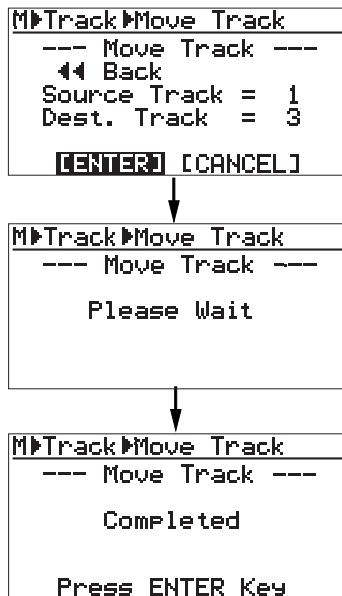 M▶Track▶Move Track
--- Move Track ---
◀◀ Back
Source Track = 1
Dest. Track = 3
[ENTER] [CANCEL]
M▶Track▶Move Track
--- Move Track ---
Please Wait
M▶Track▶Move Track
--- Move Track ---
Completed
Press ENTER Key